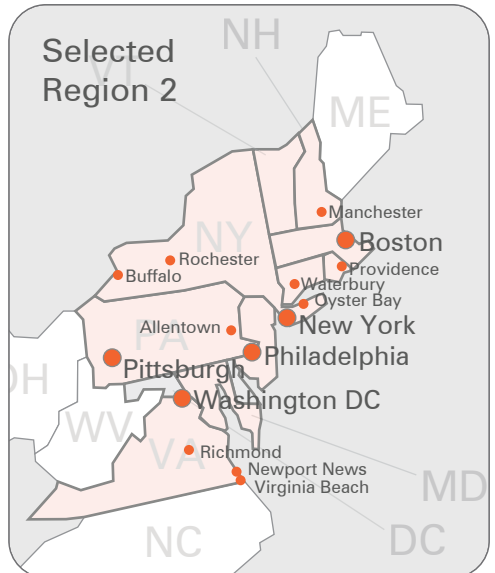 Selected
Region 2
NH
VT
ME
NY
Manchester
Boston
Rochester
Buffalo
Providence
Waterbury
Oyster Bay
New York
PA
Allentown
Philadelphia
Pittsburgh
OH
Washington DC
WV
VA
Richmond
Newport News
Virginia Beach
MD
DC
NC